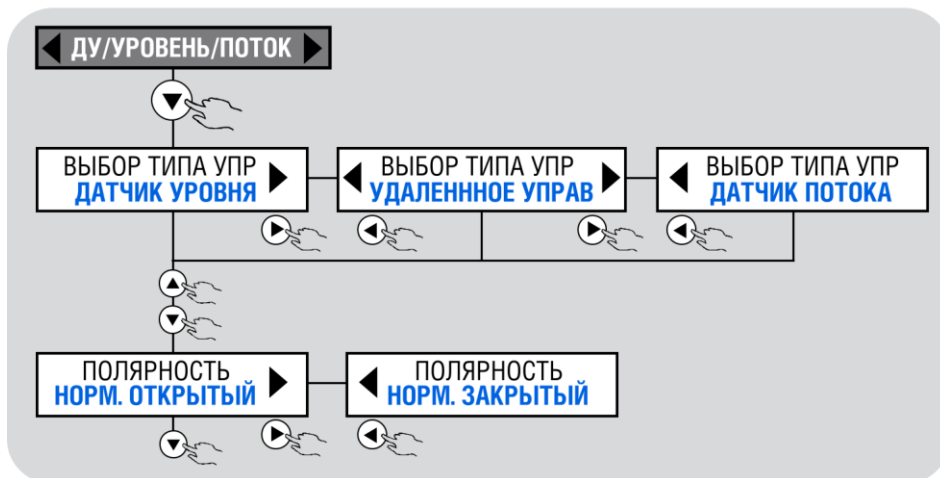 ДУ/УРОВЕНЬ/ПОТОК
ВЫБОР ТИПА УПР
ДАТЧИК УРОВНЯ
ВЫБОР ТИПА УПР
УДАЛЕНННОЕ УПРАВ
ВЫБОР ТИПА УПР
ДАТЧИК ПОТОКА
ПОЛЯРНОСТЬ
НОРМ. ОТКРЫТЫЙ
ПОЛЯРНОСТЬ
НОРМ. ЗАКРЫТЫЙ